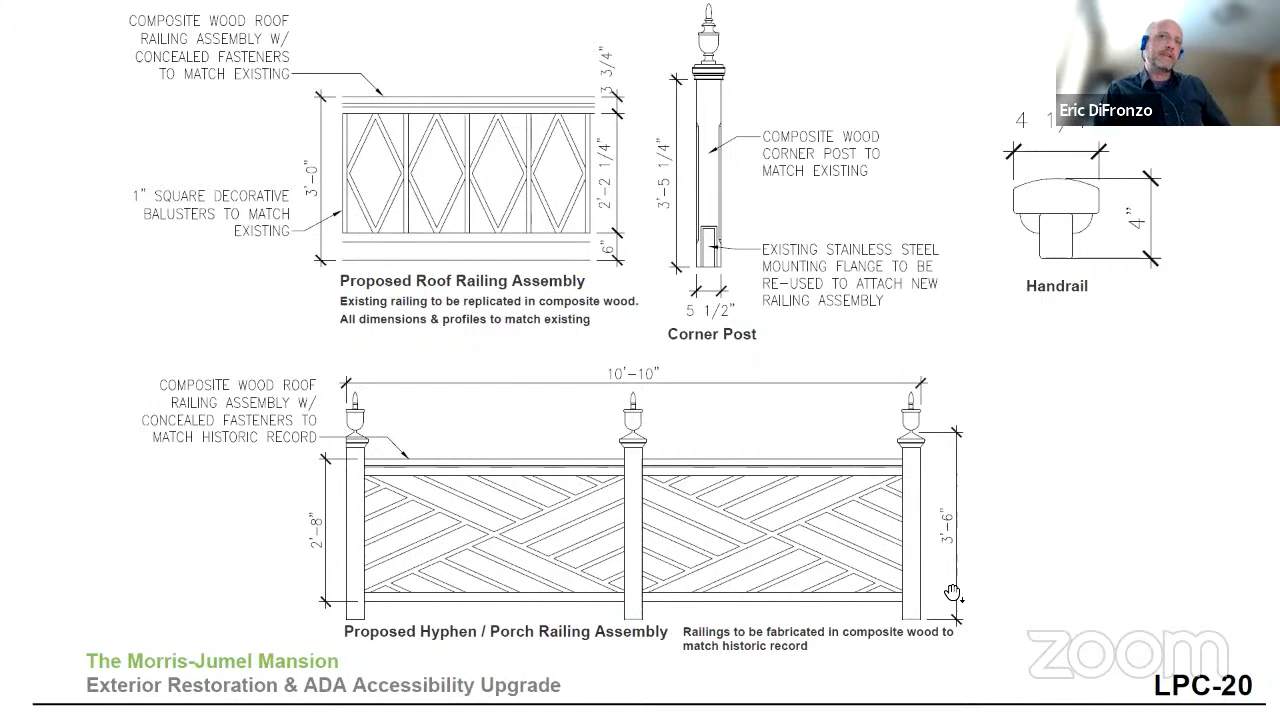 COMPOSITE WOOD ROOF
RAILING ASSEMBLY W/
CONCEALED FASTENERS
TO MATCH EXISTING
1" SQUARE DECORATIVE
BALUSTERS TO MATCH
EXISTING
3'-0"
3 3/4"
2'-2 1/4"
6"
Proposed Roof Railing Assembly
Existing railing to be replicated in composite wood.
All dimensions & profiles to match existing
3'-5 1/4"
COMPOSITE WOOD
CORNER POST TO
MATCH EXISTING
EXISTING STAINLESS STEEL
MOUNTING FLANGE TO BE
RE-USED TO ATTACH NEW
RAILING ASSEMBLY
5 1/2"
Corner Post
Eric DiFronzo
4"
Handrail
COMPOSITE WOOD ROOF
RAILING ASSEMBLY W/
CONCEALED FASTENERS TO
MATCH HISTORIC RECORD
10'-10"
2'-8"
3'-6"
Proposed Hyphen / Porch Railing Assembly
Railings to be fabricated in composite wood to
match historic record
The Morris-Jumel Mansion
Exterior Restoration & ADA Accessibility Upgrade
zoom
LPC-20